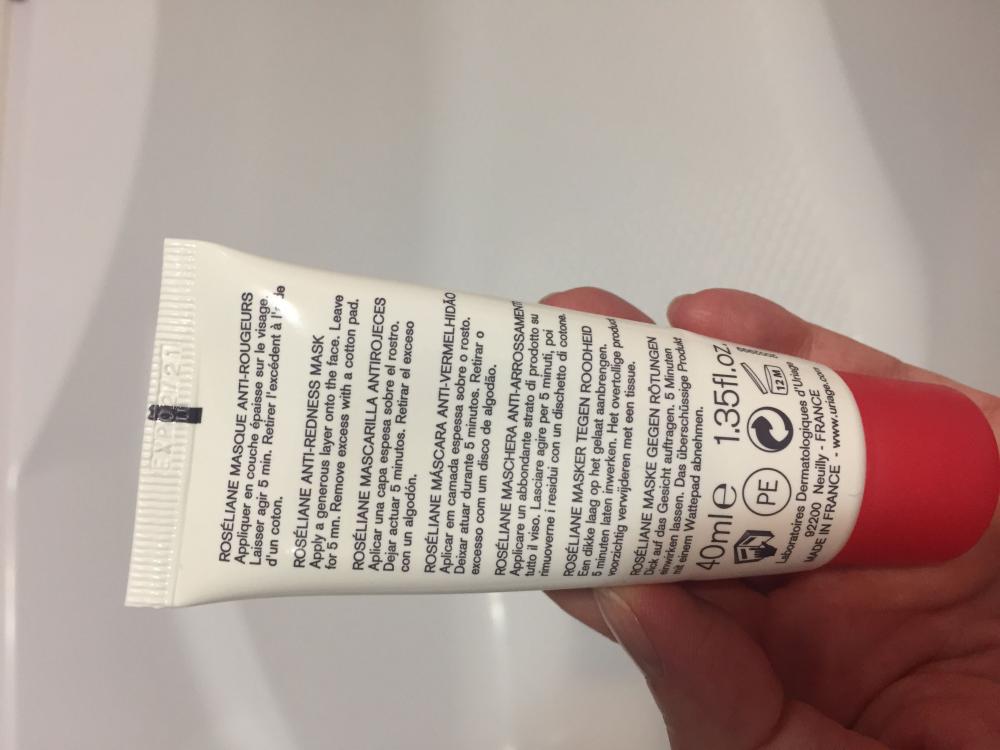 EXP
ROSÉLIANE MASQUE ANTI-ROUGEURS
Appliquer en couche épaisse sur le visage.
Laisser agir 5 min. Retirer l'excédent à
d'un coton.
ROSÉLIANE ANTI-REDNESS MASK
Apply a generous layer onto the face. Leave
for 5 mn. Remove excess with a cotton pad.
ROSÉLIANE MASCARILLA ANTIROJECES
Aplicar una capa espesa sobre el rostro.
Dejar actuar 5 minutos. Retirar el exceso
con un algodón.
ROSÉLIANE MÁSCARA ANTI-VERMELHIDÃO
Aplicar em camada espessa sobre o rosto.
Deixar atuar durante 5 minutos. Retirar o
excesso com um disco de algodão.
ROSÉLIANE MASCHERA ANTI-ARROSSAMENTI
Applicare un abbondante strato di prodotto su
tutto il viso. Lasciare agire per 5 minuti, poi
rimuoverne i residui con un dischetto di cotone.
ROSÉLIANE MASKER TEGEN ROODHEID
Een dikke laag op het gelaat aanbrengen.
5 minuten laten inwerken. Het overtollige product
voorzichtig verwijderen met een tissue.
ROSÉLIANE MASKE GEGEN RÖTUNGEN
Dick auf das Gesicht auftragen. 5 Minuten
einwirken lassen. Das überschüssige Produkt
mit einem Wattepad abnehmen.
40ml e 1.35fl.oz.
PE 12 M
Laboratoires Dermatologiques d'Uriage
92200 Neuilly - FRANCE
MADE IN FRANCE - www.uriage.com